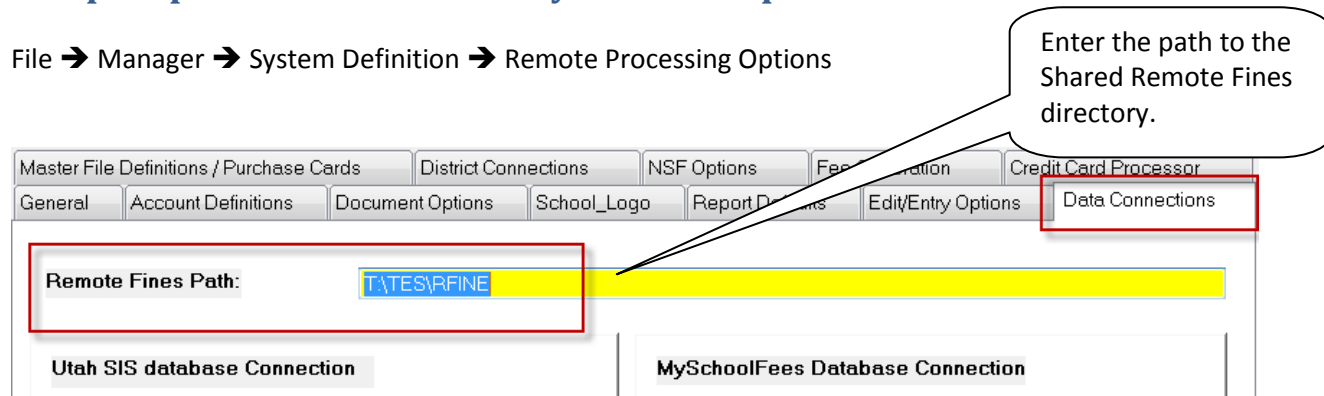 File ➔ Manager ➔ System Definition ➔ Remote Processing Options
Enter the path to the
Shared Remote Fines
directory.
Master File Definitions / Purchase Cards District Connections NSF Options Fee Credit Card Processor
General Account Definitions Document Options School_Logo Report Edit/Entry Options Data Connections
Remote Fines Path: T:\TES\RFINE
Utah SIS database Connection MySchoolFees Database Connection